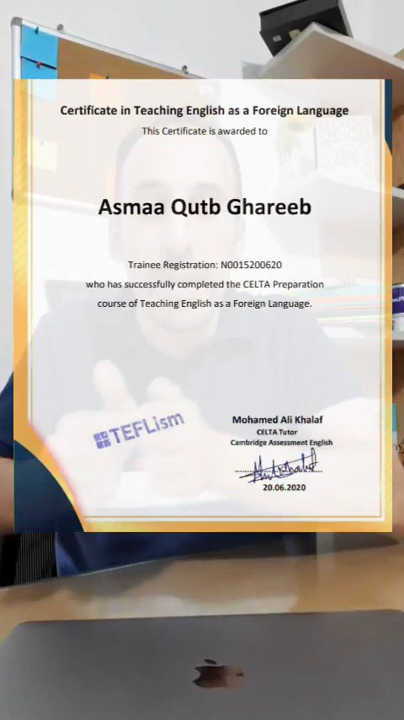 Certificate in Teaching English as a Foreign Language
This Certificate is awarded to
Asmaa Qutb Ghareeb
Trainee Registration: N0015200620
who has successfully completed the CELTA Preparation
course of Teaching English as a Foreign Language.
TEFLism
Mohamed Ali Khalaf
CELTA Tutor
Cambridge Assessment English
20.06.2020